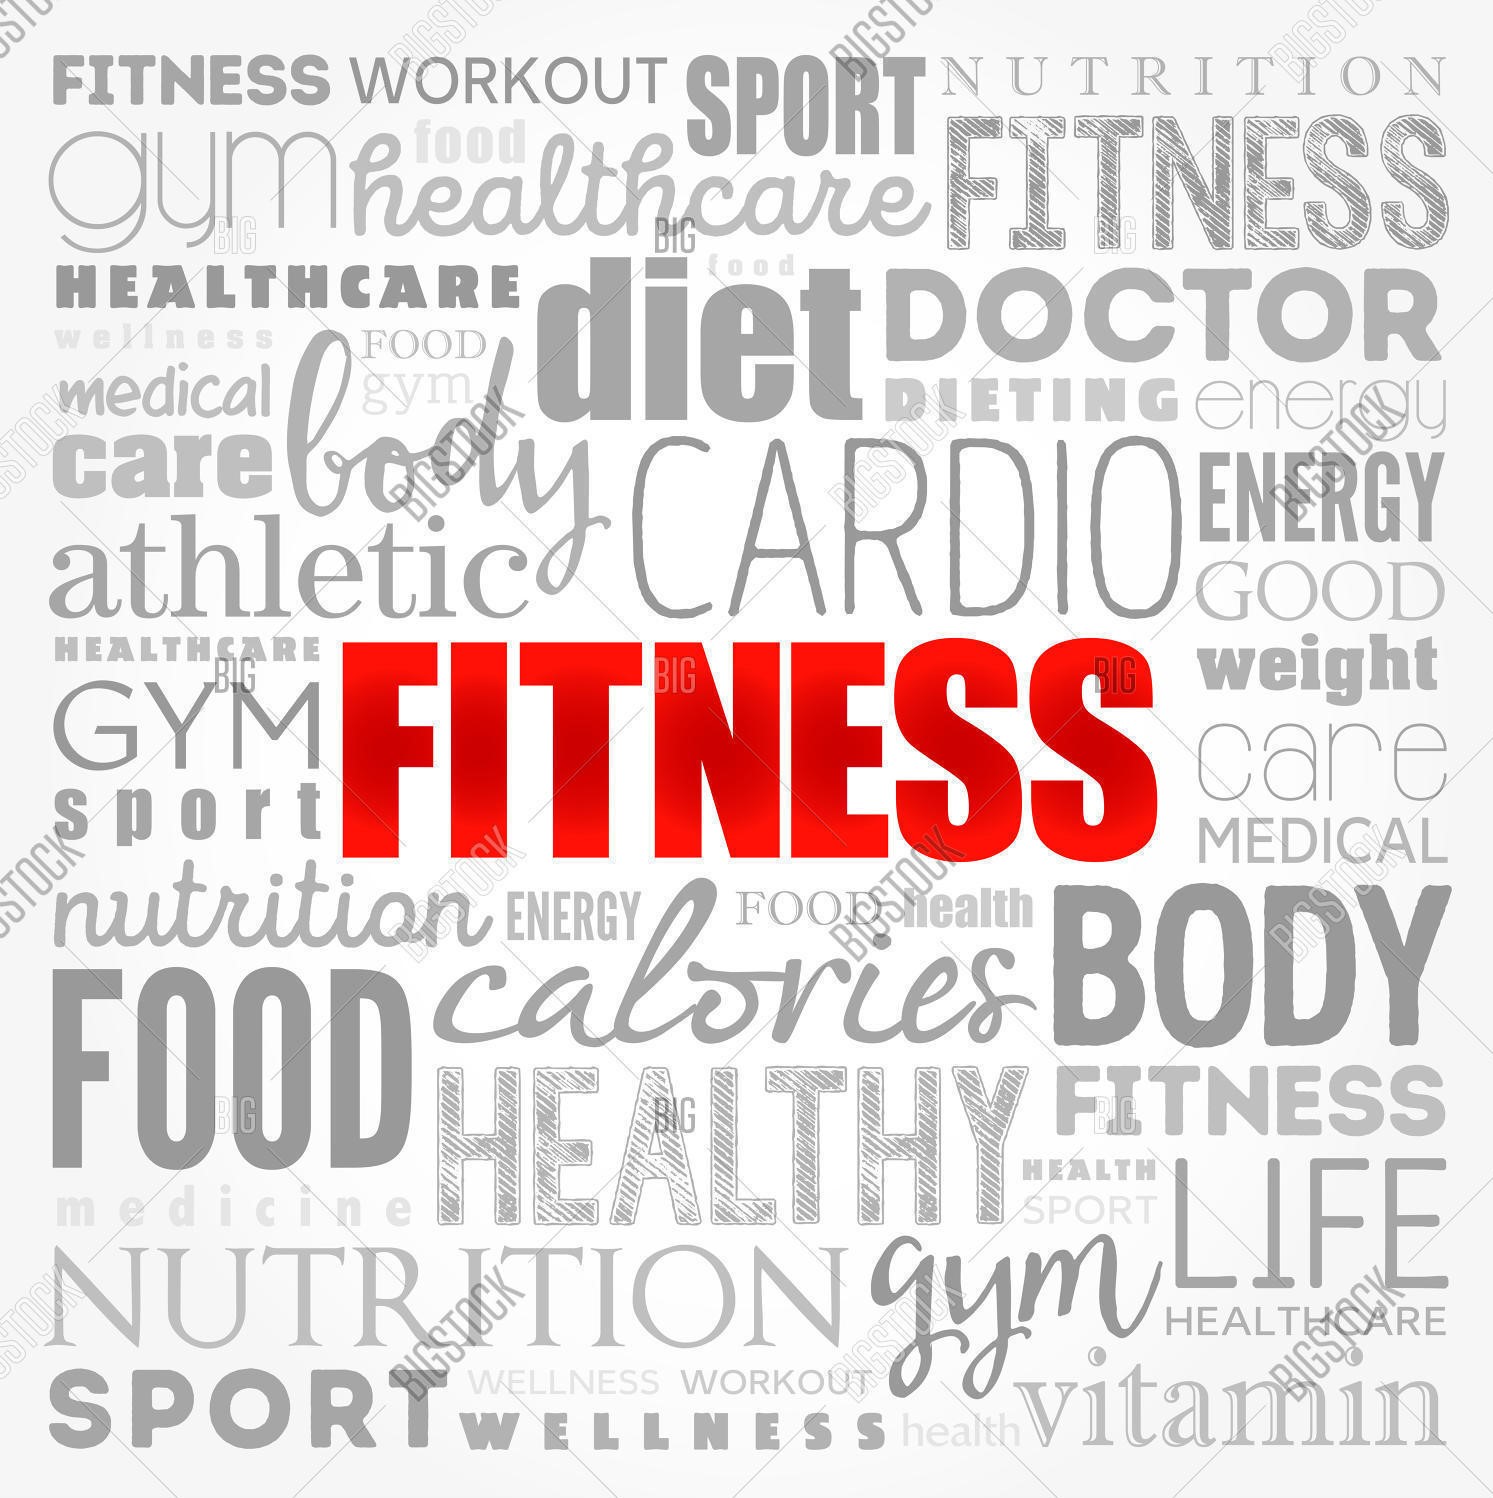 FITNESS WORKOUT SPORT NUTRITION
gym food healthcare FITNESS
HEALTHCARE diet food DOCTOR
wellness body FOOD
medical gym DIETING energy
care CARDIO ENERGY
athletic GOOD
HEALTHCARE FITNESS weight
GYM care
sport MEDICAL
nutrition ENERGY calories FOOD health BODY
FOOD HEALTHY FITNESS
HEALTH LIFE
medicine SPORT
NUTRITION gym HEALTHCARE
SPORT WELLNESS WORKOUT vitamin
WELLNESS health
BIGSTOCK
BIG